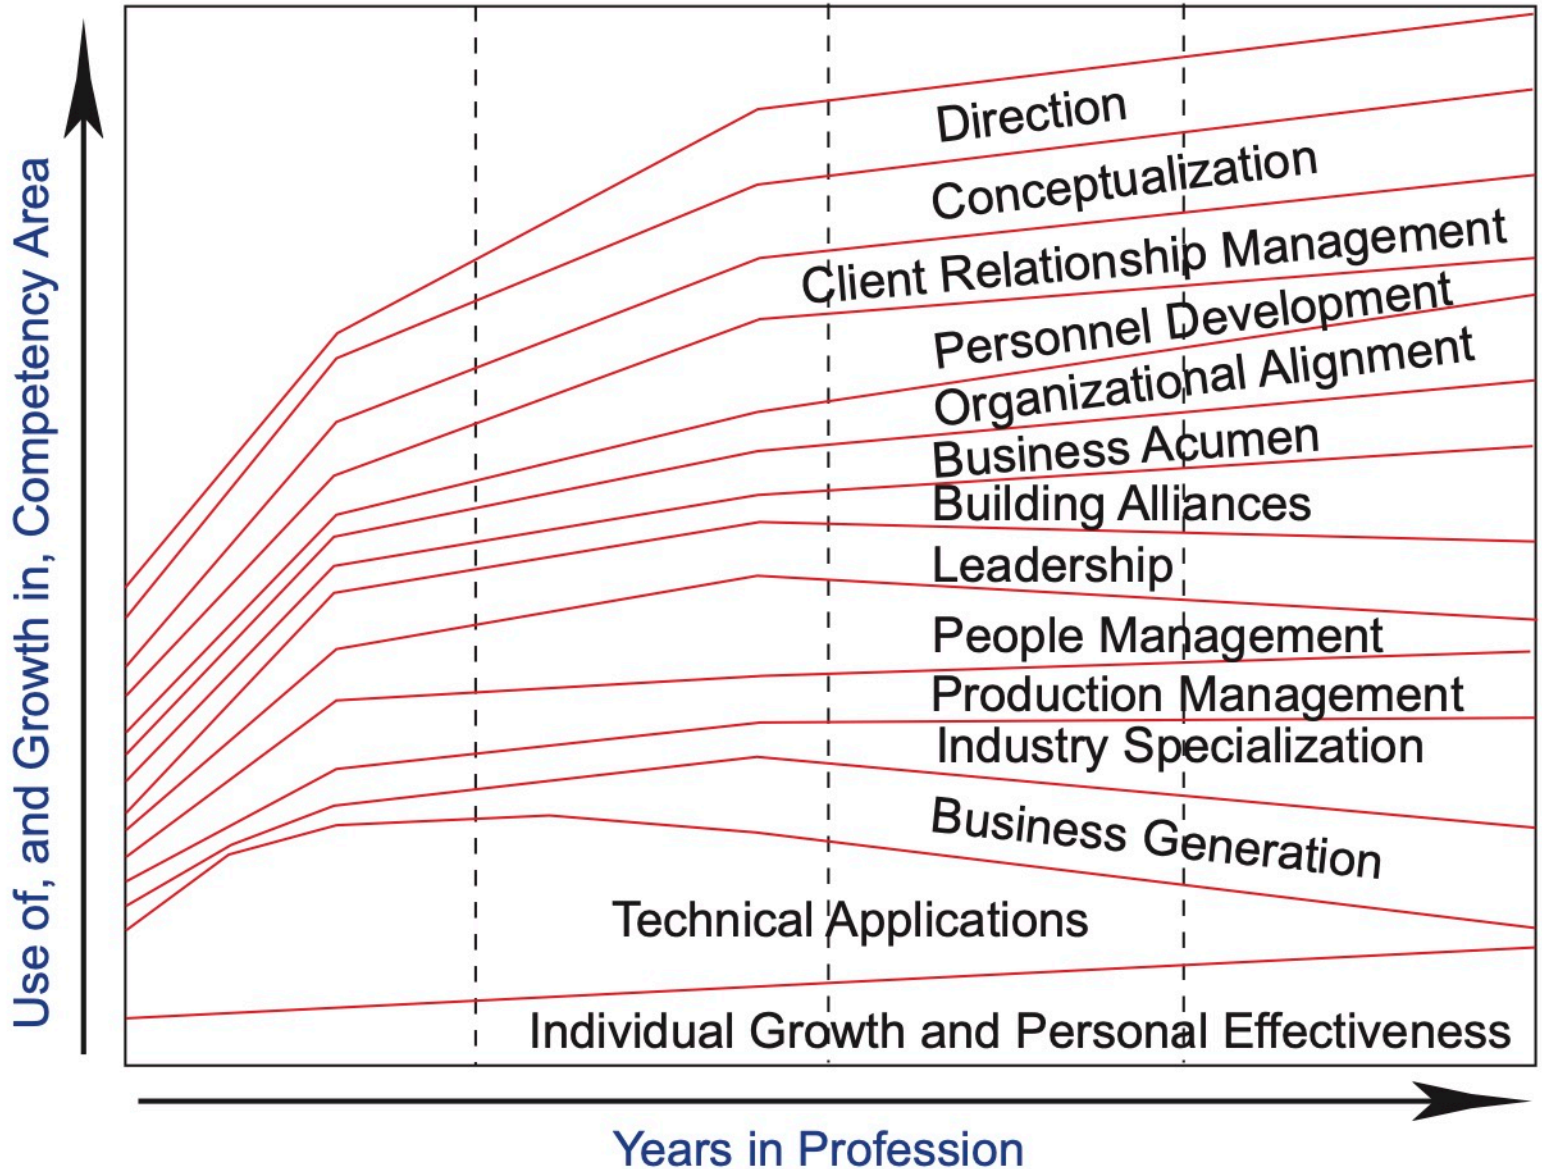 Use of, and Growth in, Competency Area
Direction
Conceptualization
Client Relationship Management
Personnel Development
Organizational Alignment
Business Acumen
Building Alliances
Leadership
People Management
Production Management
Industry Specialization
Business Generation
Technical Applications
Individual Growth and Personal Effectiveness
Years in Profession